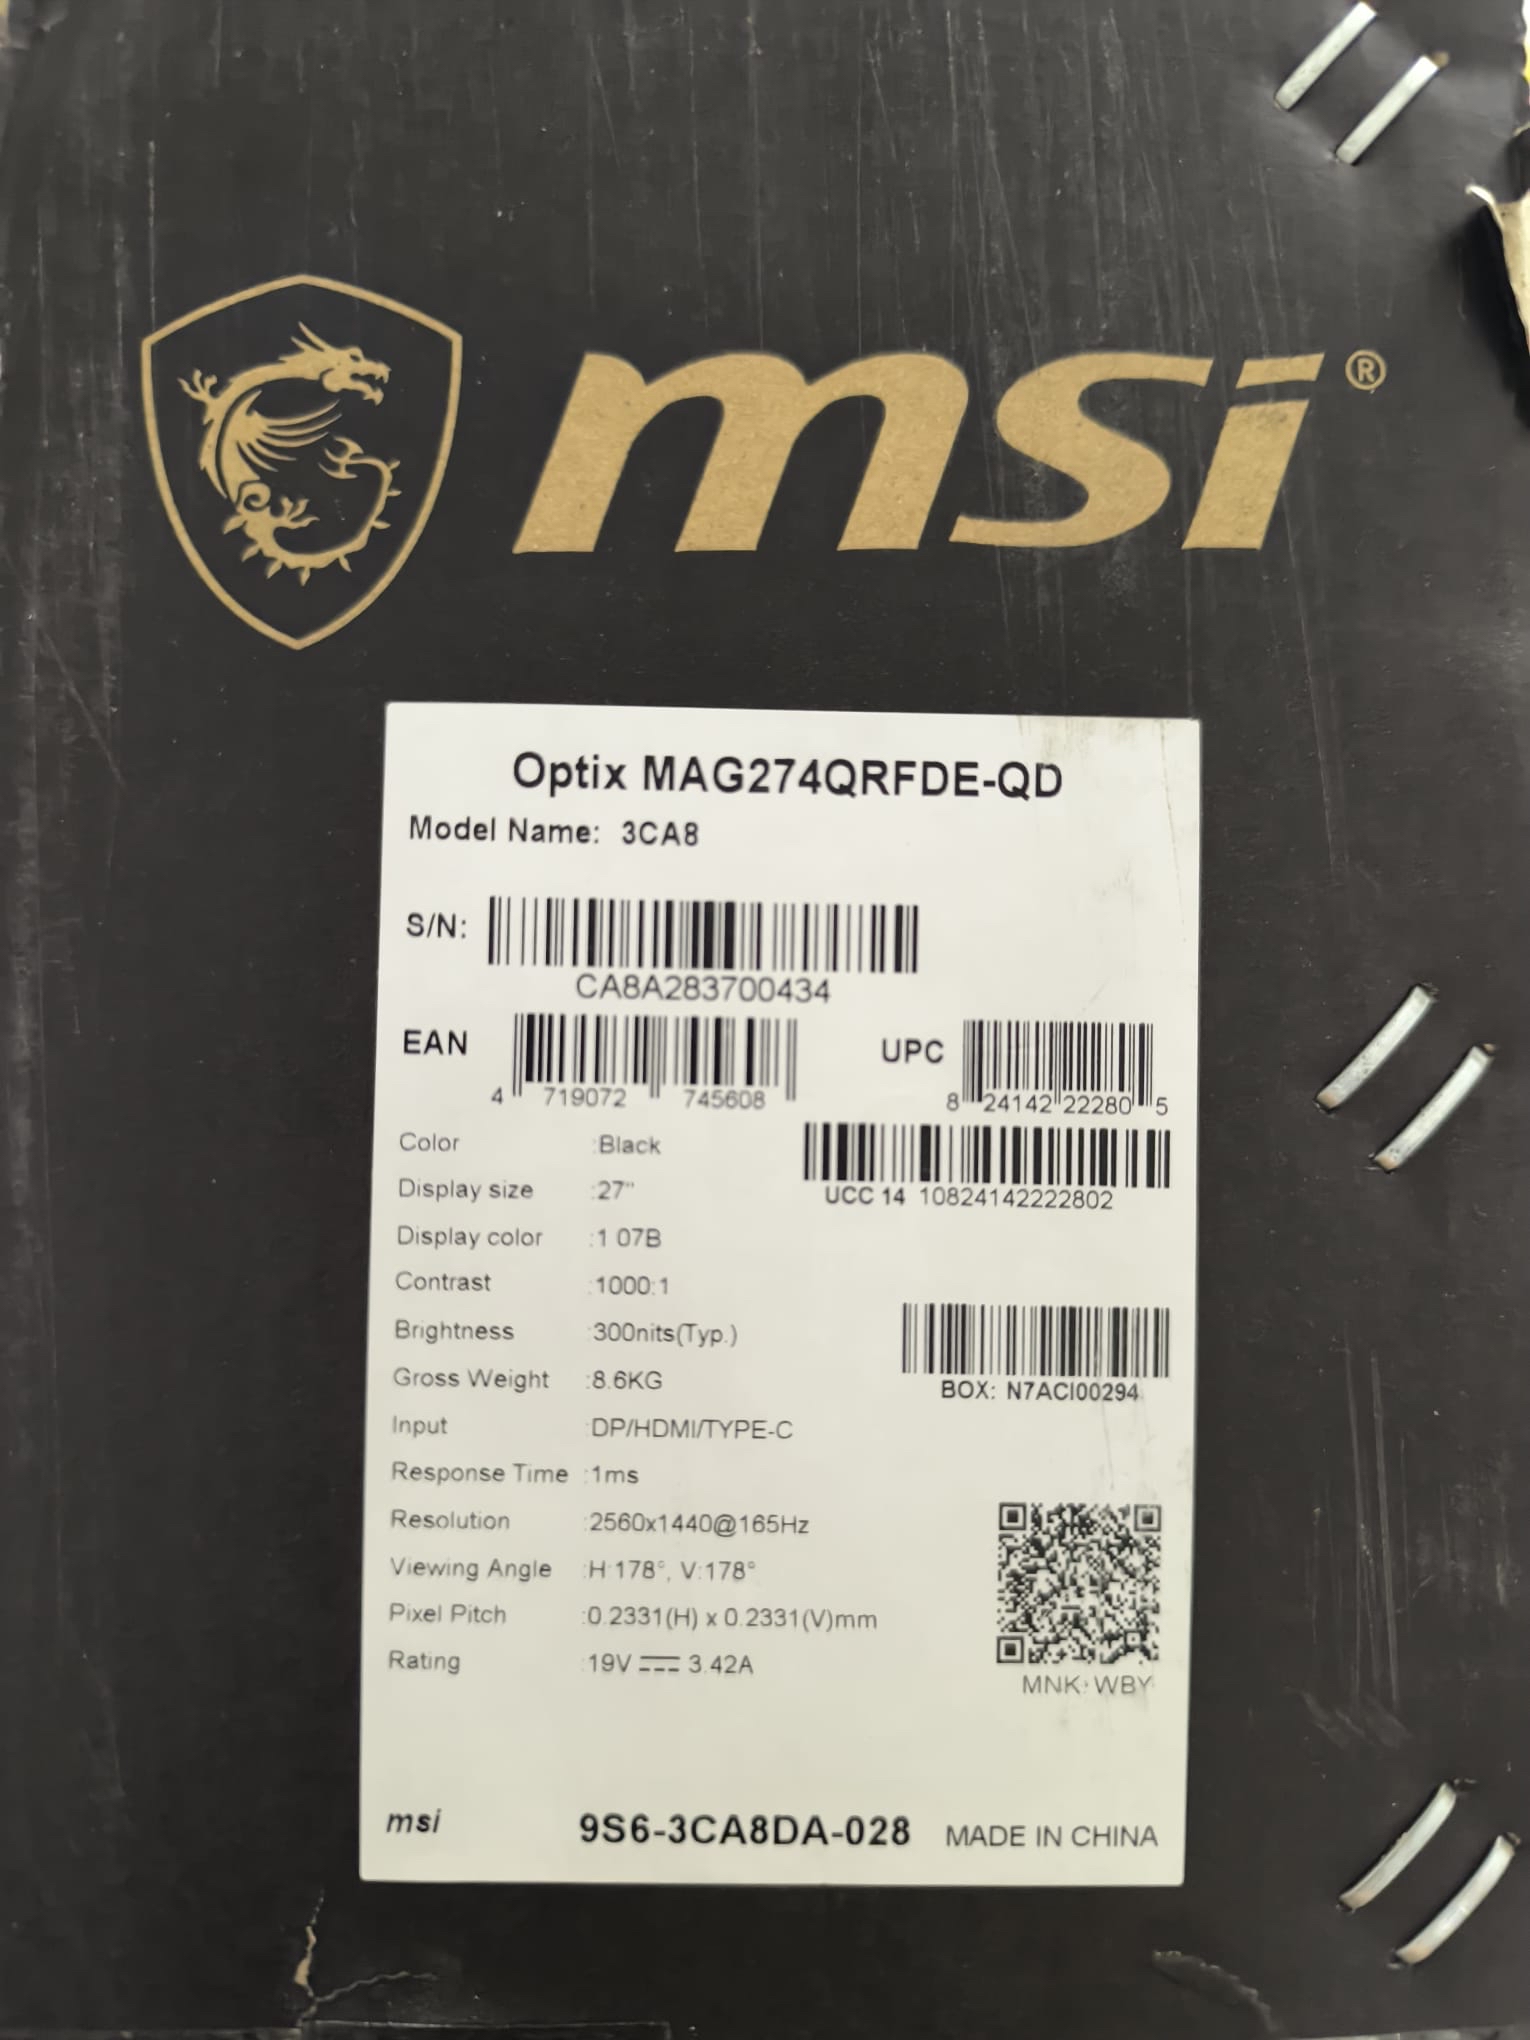 msi®
Optix MAG274QRFDE-QD
Model Name: 3CA8
S/N:
CA8A283700434
EAN
4 719072 745608
UPC
8 24142 22280 5
Color :Black
UCC 14 10824142222802
Display size :27"
Display color :1.07B
Contrast :1000:1
Brightness :300nits(Typ.)
Gross Weight :8.6KG
BOX: N7ACI00294
Input :DP/HDMI/TYPE-C
Response Time :1ms
Resolution :2560x1440@165Hz
Viewing Angle :H:178°, V:178°
Pixel Pitch :0.2331(H) x 0.2331(V)mm
Rating :19V 3.42A
MNK: WBY
msi 9S6-3CA8DA-028 MADE IN CHINA